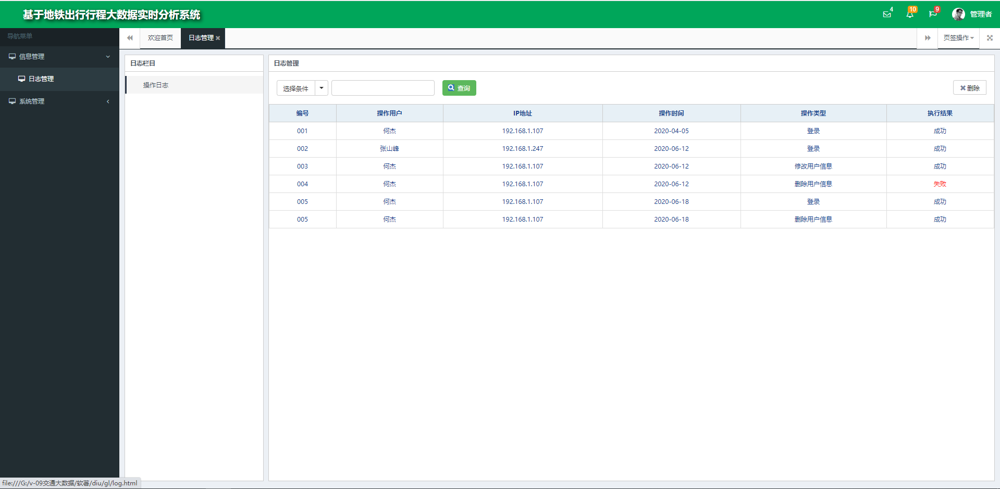 基于地铁出行行程大数据实时分析系统
4
10
9
管理者
导航菜单
欢迎首页
日志管理
页签操作
信息管理
日志管理
系统管理
日志栏目
操作日志
日志管理
选择条件
查询
删除
编号 操作用户 IP地址 操作时间 操作类型 执行结果
001 何杰 192.168.1.107 2020-04-05 登录 成功
002 张山峰 192.168.1.247 2020-06-12 登录 成功
003 何杰 192.168.1.107 2020-06-12 修改用户信息 成功
004 何杰 192.168.1.107 2020-06-12 删除用户信息 失败
005 何杰 192.168.1.107 2020-06-18 登录 成功
005 何杰 192.168.1.107 2020-06-18 删除用户信息 成功
file:///G:/v-09交通大数据/软著/diu/gl/log.html